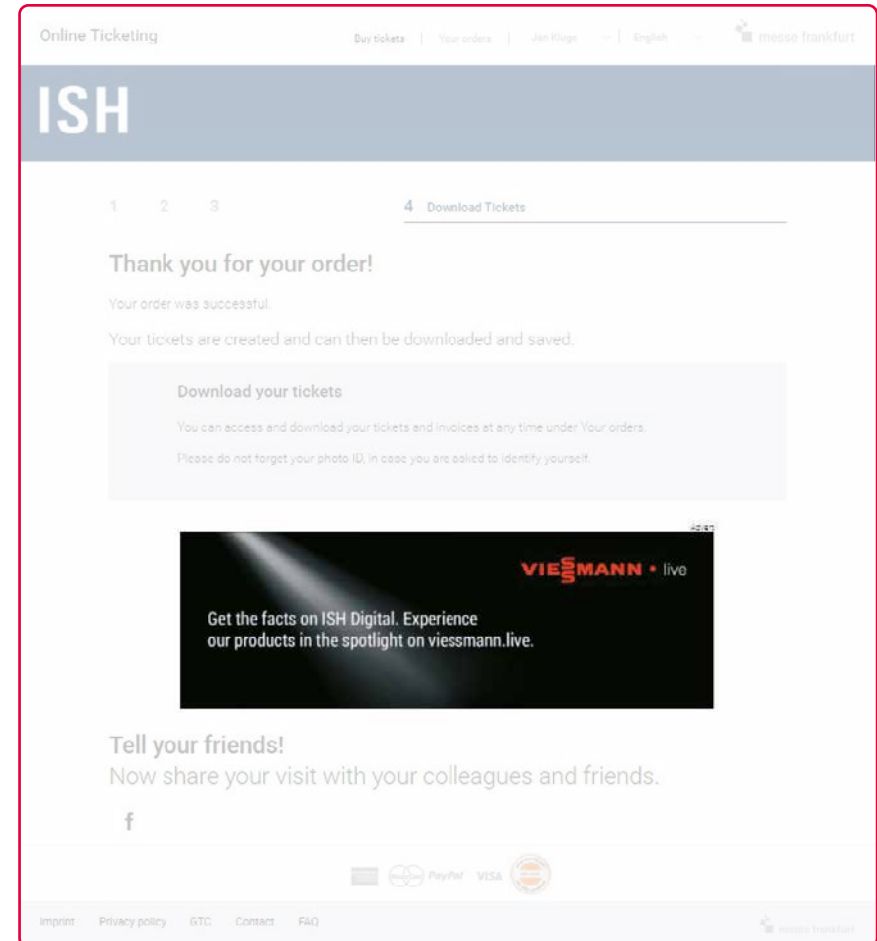 Online Ticketing
Buy tickets | Your orders | Jan Kluge | English
messe frankfurt
ISH
1 2 3 4 Download Tickets
Thank you for your order!
Your order was successful.
Your tickets are created and can then be downloaded and saved.
Download your tickets
You can access and download your tickets and invoices at any time under Your orders.
Please do not forget your photo ID, in case you are asked to identify yourself.
VIESSMANN • live
Get the facts on ISH Digital. Experience
our products in the spotlight on viessmann.live.
Tell your friends!
Now share your visit with your colleagues and friends.
f
PayPal VISA
Imprint Privacy policy GTC Contact FAQ
messe frankfurt